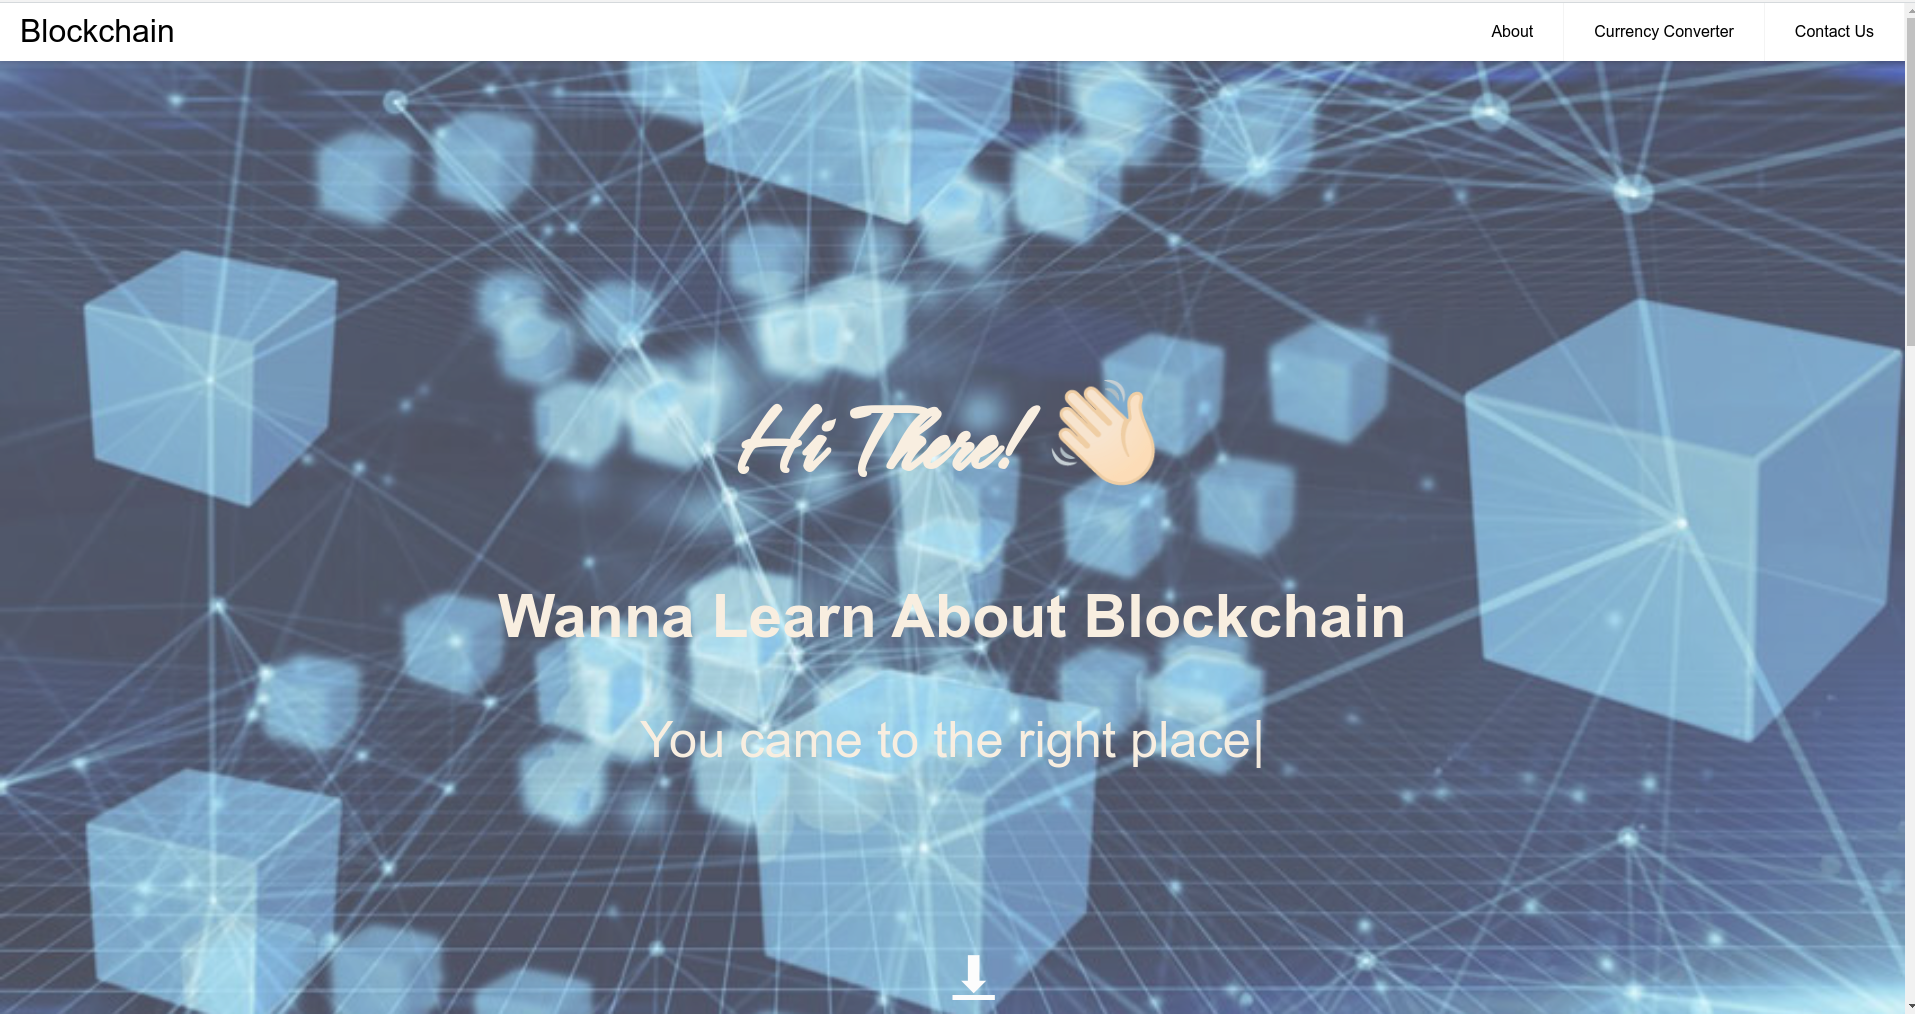 Blockchain
About
Currency Converter
Contact Us
Hi There! 👋🏻
Wanna Learn About Blockchain
You came to the right place|